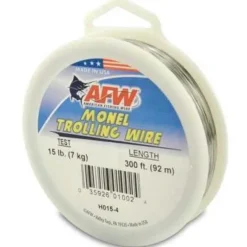 MADE IN USA
AFW
AMERICAN FISHING WIRE
MONEL
TROLLING WIRE
TEST LENGTH
15 lb. (7 kg) 300 ft. (92 m)
H015-4